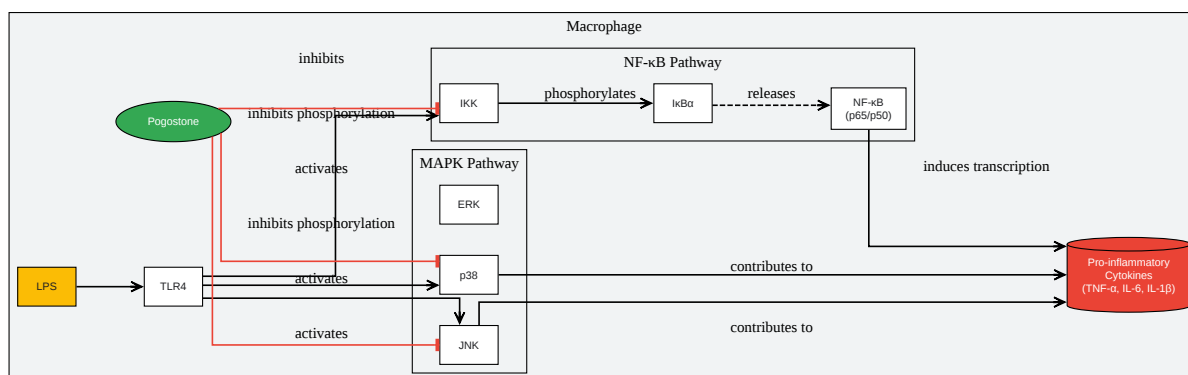 Macrophage
inhibits
NF-κB Pathway
IKK
phosphorylates
IκBα
releases
NF-κB
(p65/p50)
Pogostone
inhibits phosphorylation
activates
MAPK Pathway
induces transcription
ERK
inhibits phosphorylation
LPS
TLR4
activates
p38
contributes to
Pro-inflammatory
Cytokines
(TNF-α, IL-6, IL-1β)
activates
JNK
contributes to